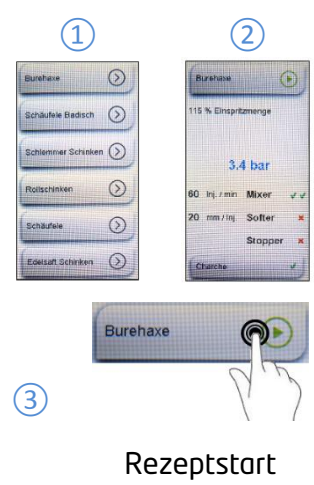 1
2
Burehaxe
Schäufele Badisch
Schlemmer Schinken
Rollschinken
Schäufele
Edelsaft Schinken
Burehaxe
115 % Einspritzmenge
3.4 bar
60 Inj. / min Mixer
20 mm / Inj. Softer
Stopper
Charche
Burehaxe
3
Rezeptstart